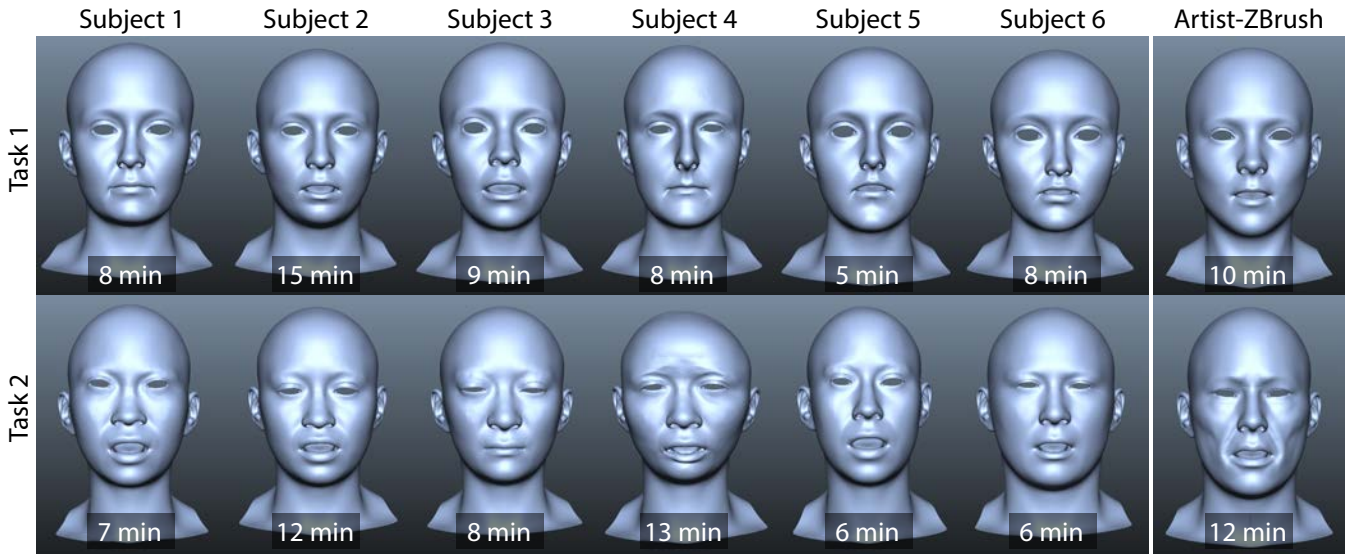 Subject 1 Subject 2 Subject 3 Subject 4 Subject 5 Subject 6 Artist-ZBrush
Task 1
8 min 15 min 9 min 8 min 5 min 8 min 10 min
Task 2
7 min 12 min 8 min 13 min 6 min 6 min 12 min